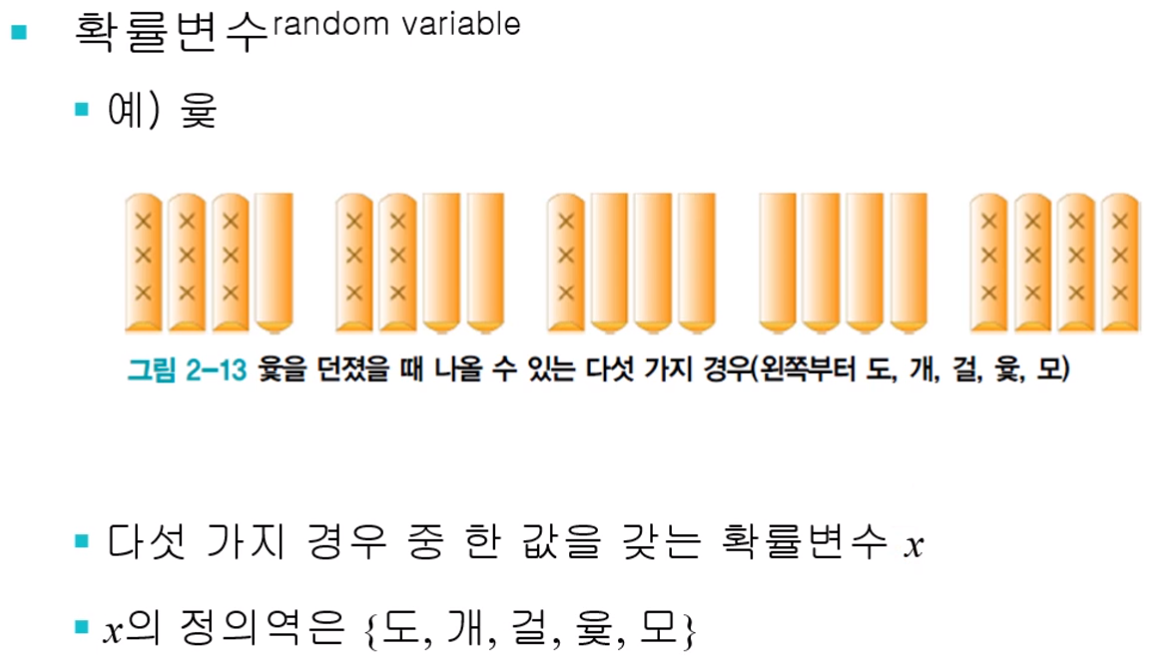 확률변수random variable
예) 윷
그림 2-13 윷을 던졌을 때 나올 수 있는 다섯 가지 경우(왼쪽부터 도, 개, 걸, 윷, 모)
다섯 가지 경우 중 한 값을 갖는 확률변수 x
x의 정의역은 {도, 개, 걸, 윷, 모}